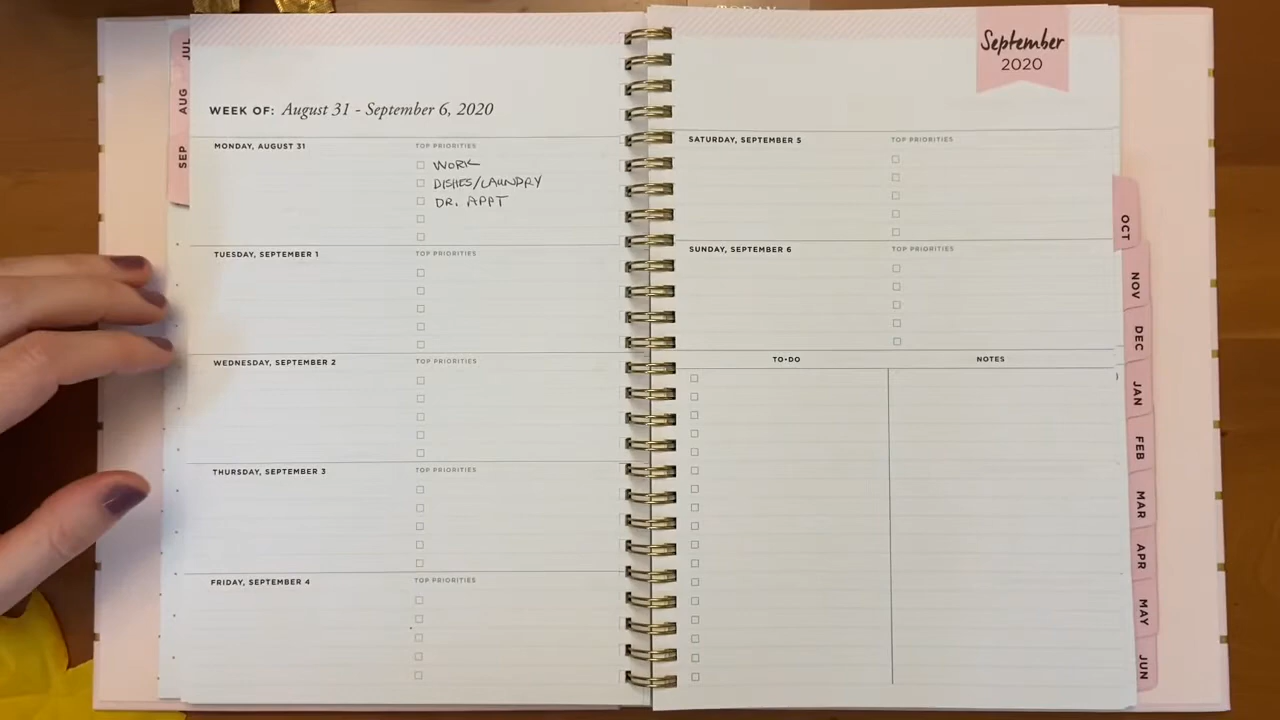 TODAY
JUL
AUG
SEP
WEEK OF: August 31 - September 6, 2020
MONDAY, AUGUST 31
TOP PRIORITIES
WORK
DISHES/LAUNDRY
DR. APPT
TUESDAY, SEPTEMBER 1
TOP PRIORITIES
WEDNESDAY, SEPTEMBER 2
TOP PRIORITIES
THURSDAY, SEPTEMBER 3
TOP PRIORITIES
FRIDAY, SEPTEMBER 4
TOP PRIORITIES
September
2020
SATURDAY, SEPTEMBER 5
TOP PRIORITIES
SUNDAY, SEPTEMBER 6
TOP PRIORITIES
TO-DO
NOTES
OCT
NOV
DEC
JAN
FEB
MAR
APR
MAY
JUN